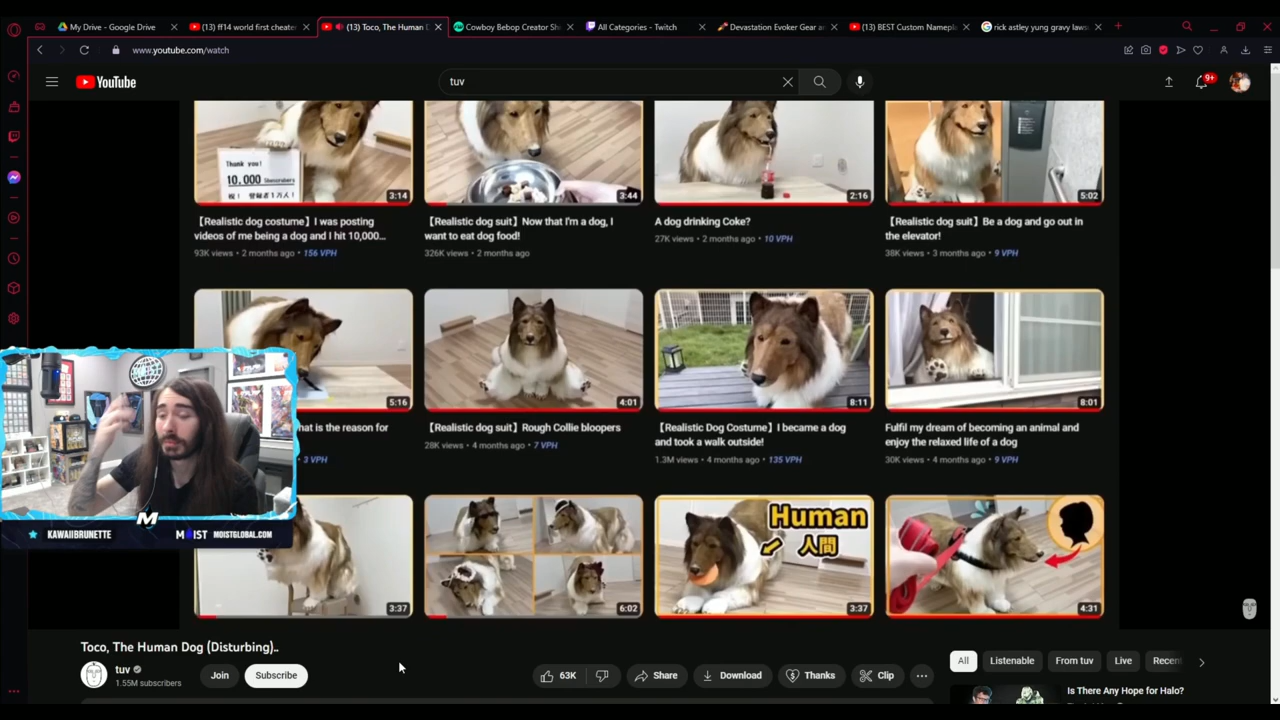 My Drive - Google Drive
(13) ff14 world first cheater
(13) Toco, The Human D
Cowboy Bebop Creator Sh
All Categories - Twitch
Devastation Evoker Gear a
(13) BEST Custom Namepl
rick astley yung gravy laws
www.youtube.com/watch
YouTube
tuv
9+
Thank you!
10,000
3:14
3:44
2:16
5:02
【Realistic dog costume】I was posting
videos of me being a dog and I hit 10,000...
93K views • 2 months ago • 156 VPH
【Realistic dog suit】Now that I'm a dog, I
want to eat dog food!
326K views • 2 months ago
A dog drinking Coke?
27K views • 2 months ago • 10 VPH
【Realistic dog suit】Be a dog and go out in
the elevator!
38K views • 3 months ago • 9 VPH
5:16
4:01
8:11
8:01
hat is the reason for
3 VPH
【Realistic dog suit】Rough Collie bloopers
28K views • 4 months ago • 7 VPH
【Realistic Dog Costume】I became a dog
and took a walk outside!
1.3M views • 4 months ago • 135 VPH
Fulfil my dream of becoming an animal and
enjoy the relaxed life of a dog
30K views • 4 months ago • 9 VPH
M
KAWAIIBRUNETTE
MOIST
MOISTGLOBAL.COM
Human
人間
3:37
6:02
3:37
4:31
Toco, The Human Dog (Disturbing)..
tuv
1.55M subscribers
Join
Subscribe
63K
Share
Download
Thanks
Clip
All
Listenable
From tuv
Live
Recent
Is There Any Hope for Halo?